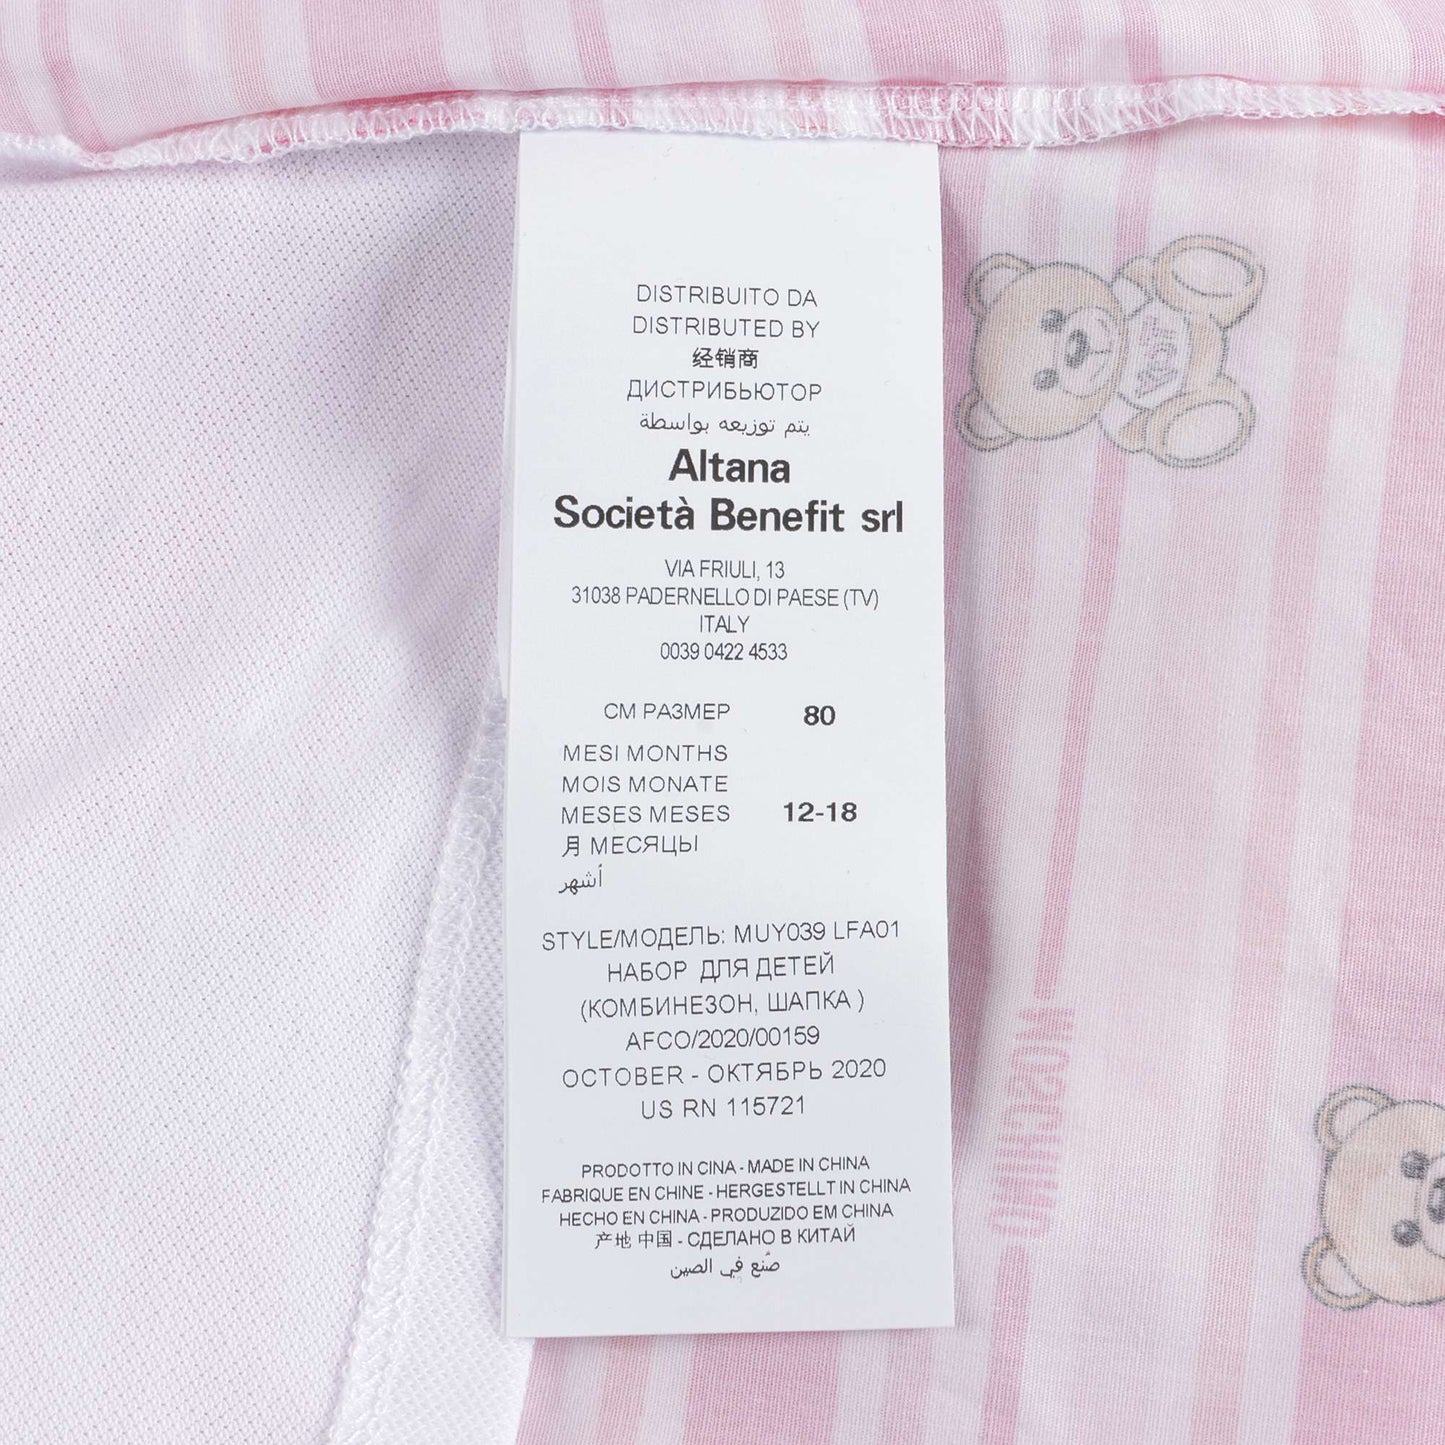 DISTRIBUITO DA
DISTRIBUTED BY
经销商
ДИСТРИБЬЮТОР
يتم توزيعه بواسطة
Altana
Società Benefit srl
VIA FRIULI, 13
31038 PADERNELLO DI PAESE (TV)
ITALY
0039 0422 4533
CM РАЗМЕР 80
MESI MONTHS
MOIS MONATE
MESES MESES 12-18
月 МЕСЯЦЫ
أشهر
STYLE/МОДЕЛЬ: MUY039 LFA01
НАБОР ДЛЯ ДЕТЕЙ
(КОМБИНЕЗОН, ШАПКА )
AFCO/2020/00159
OCTOBER - ОКТЯБРЬ 2020
US RN 115721
PRODOTTO IN CINA - MADE IN CHINA
FABRIQUE EN CHINE - HERGESTELLT IN CHINA
HECHO EN CHINA - PRODUZIDO EM CHINA
产地 中国 - СДЕЛАНО В КИТАЙ
صُنع في الصين
MOSCHINO